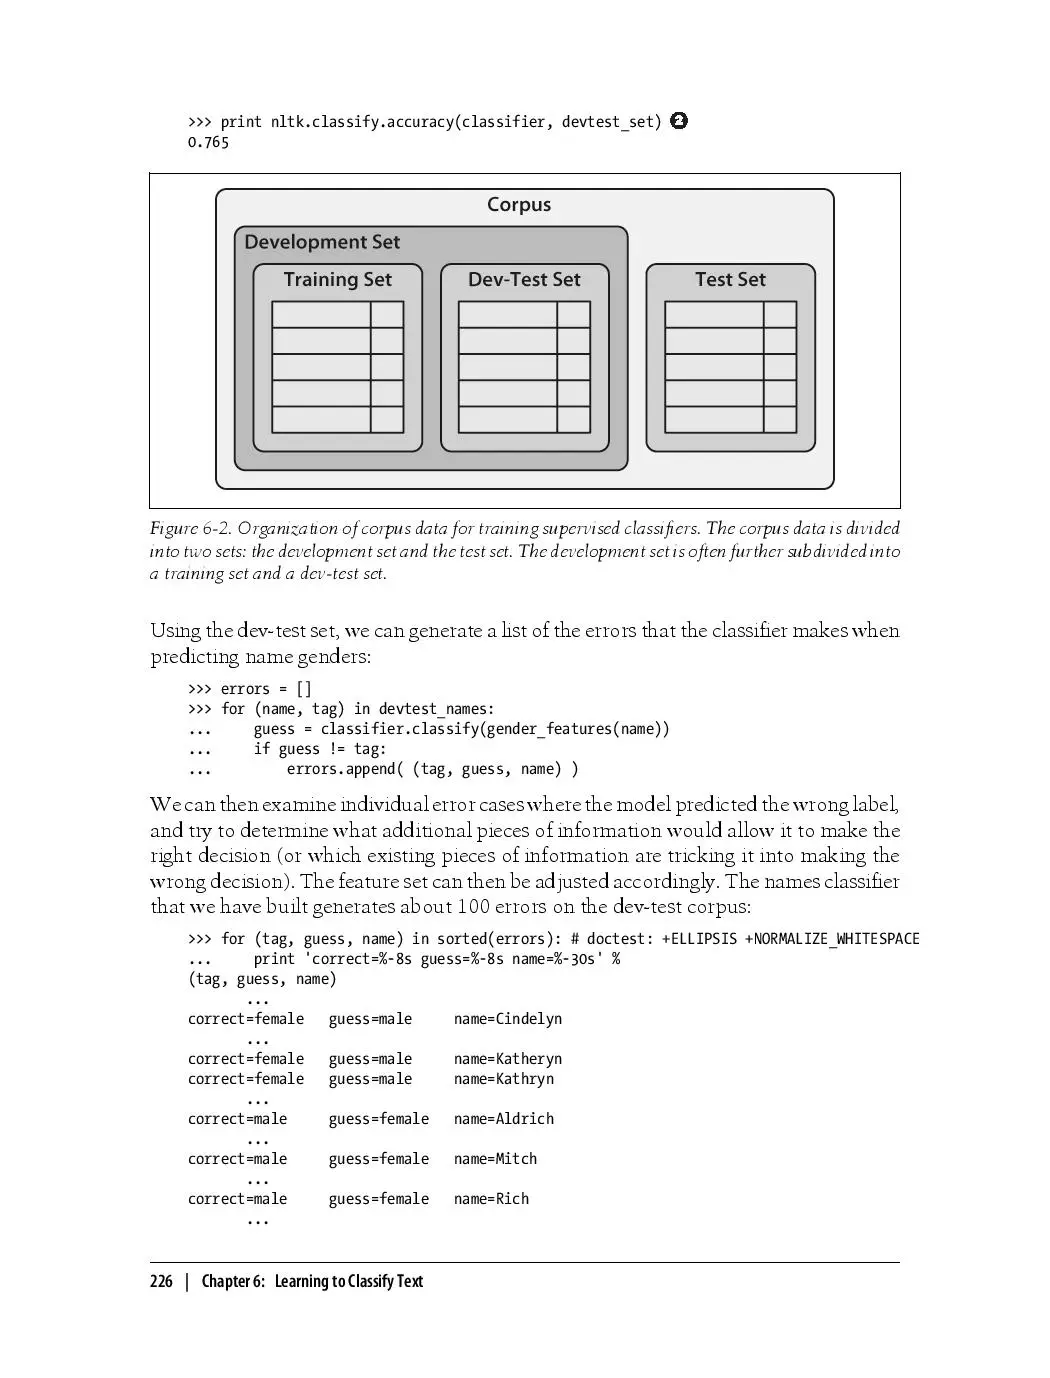 >>> print nltk.classify.accuracy(classifier, devtest_set) ❷
0.765
Corpus
Development Set
Training Set
Dev-Test Set
Test Set
Figure 6-2. Organization of corpus data for training supervised classifiers. The corpus data is divided
into two sets: the development set and the test set. The development set is often further subdivided into
a training set and a dev-test set.
Using the dev-test set, we can generate a list of the errors that the classifier makes when
predicting name genders:
>>> errors = []
>>> for (name, tag) in devtest_names:
...     guess = classifier.classify(gender_features(name))
...     if guess != tag:
...         errors.append( (tag, guess, name) )
We can then examine individual error cases where the model predicted the wrong label,
and try to determine what additional pieces of information would allow it to make the
right decision (or which existing pieces of information are tricking it into making the
wrong decision). The feature set can then be adjusted accordingly. The names classifier
that we have built generates about 100 errors on the dev-test corpus:
>>> for (tag, guess, name) in sorted(errors): # doctest: +ELLIPSIS +NORMALIZE_WHITESPACE
...     print 'correct=%-8s guess=%-8s name=%-30s' %
(tag, guess, name)
...
correct=female   guess=male     name=Cindelyn
...
correct=female   guess=male     name=Katheryn
correct=female   guess=male     name=Kathryn
...
correct=male     guess=female   name=Aldrich
...
correct=male     guess=female   name=Mitch
...
correct=male     guess=female   name=Rich
...
226 | Chapter 6: Learning to Classify Text